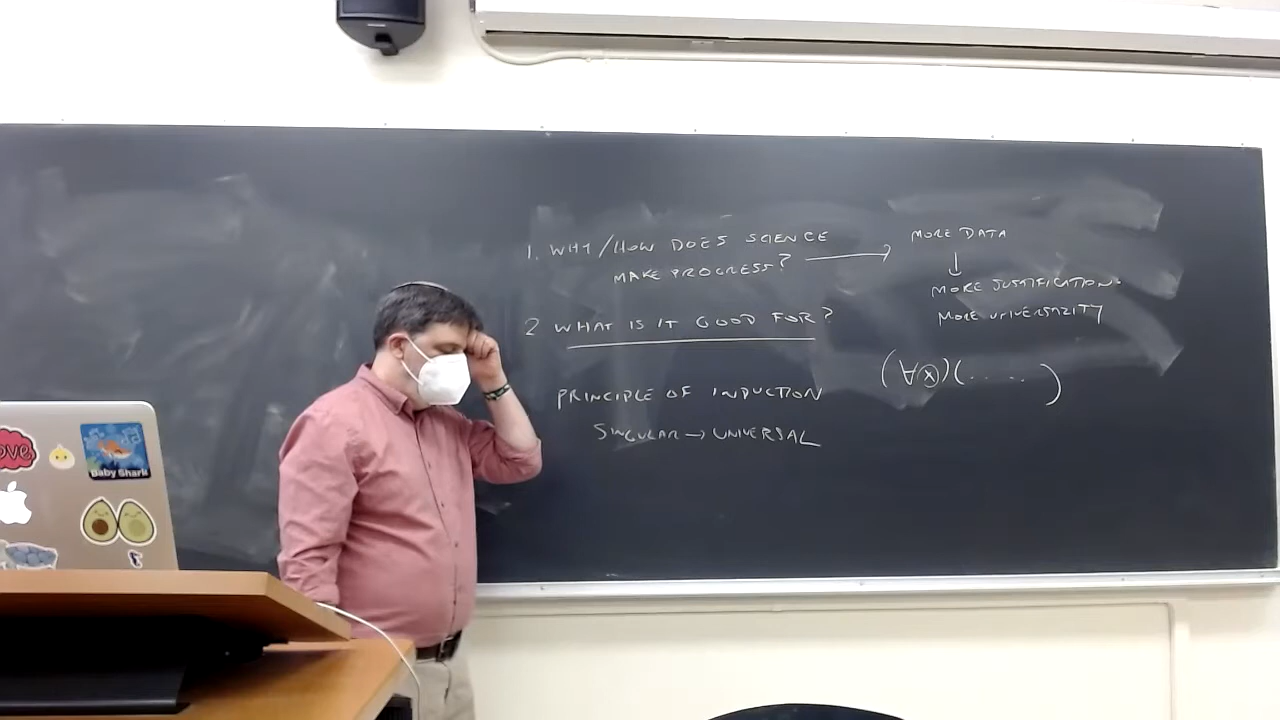 1. WHY/HOW DOES SCIENCE
MAKE PROGRESS?
MORE DATA
↓
MORE JUSTIFICATION.
MORE UNIVERSALITY
2 WHAT IS IT GOOD FOR?
(∀x)(.....)
PRINCIPLE OF INDUCTION
SINGULAR → UNIVERSAL
love
Baby Shark